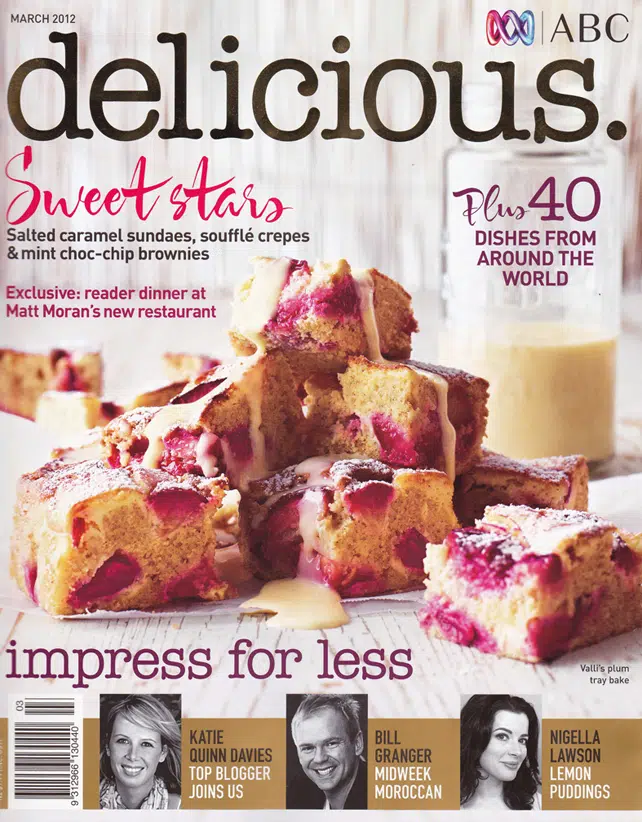 MARCH 2012
ABC
delicious.
Sweet stars
Salted caramel sundaes, soufflé crepes
& mint choc-chip brownies
Exclusive: reader dinner at
Matt Moran's new restaurant
Plus 40
DISHES FROM
AROUND THE
WORLD
impress for less
Valli's plum
tray bake
03
9 312966 130440
KATIE
QUINN DAVIES
TOP BLOGGER
JOINS US
BILL
GRANGER
MIDWEEK
MOROCCAN
NIGELLA
LAWSON
LEMON
PUDDINGS